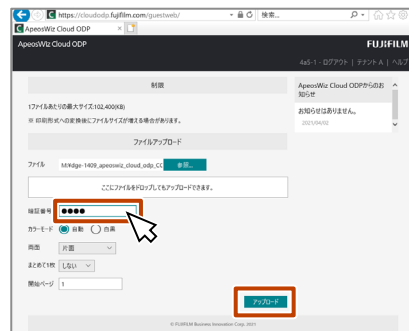 https://cloudodp.fujifilm.com/guestweb/
検索...
ApeosWiz Cloud ODP
ApeosWiz Cloud ODP
FUJIFILM
4a5-1 - ログアウト | テナント A | ヘルプ
制限
1ファイルあたりの最大サイズ:102,400(KB)
※ 印刷形式への変換後にファイルサイズが増える場合があります。
ApeosWiz Cloud ODPからのお知らせ
お知らせはありません。
2021/04/02
ファイルアップロード
ファイル
参照...
ここにファイルをドロップしてもアップロードできます。
暗証番号
カラーモード 自動 白黒
両面 片面
まとめて1枚 しない
開始ページ 1
アップロード
© FUJIFILM Business Innovation Corp. 2021